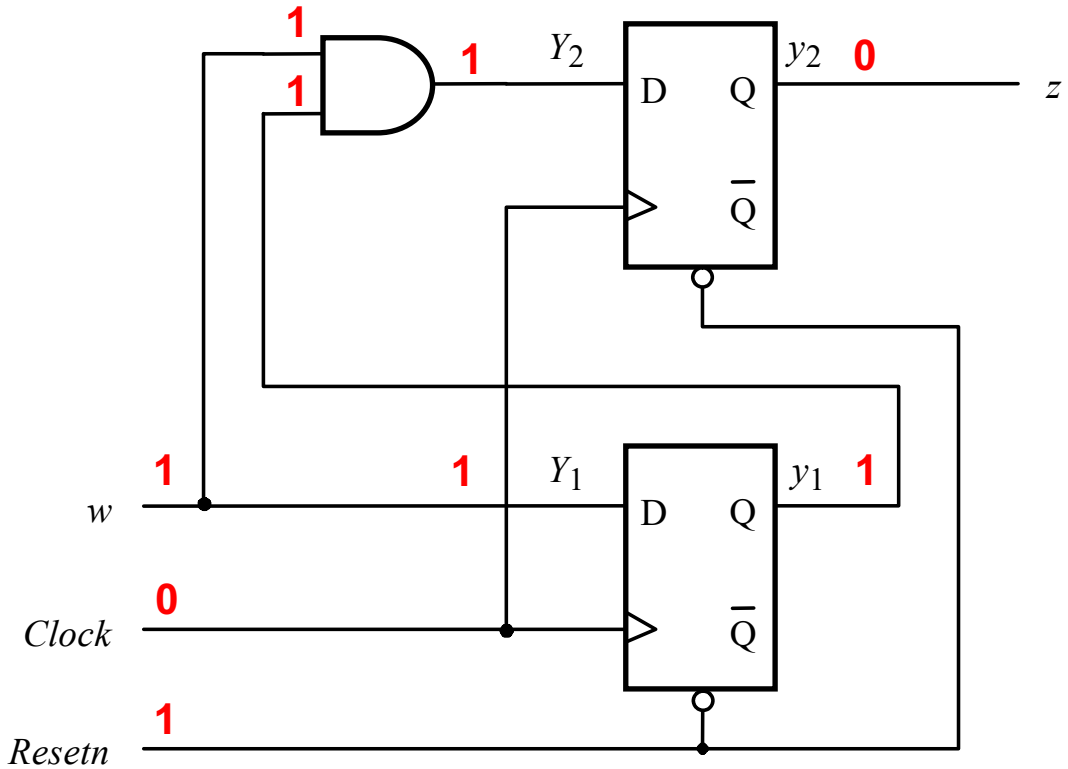 1
1 1 Y2 y2 0
D Q z
Q̅
1 1 Y1 y1 1
w D Q
0
Clock Q̅
1
Resetn